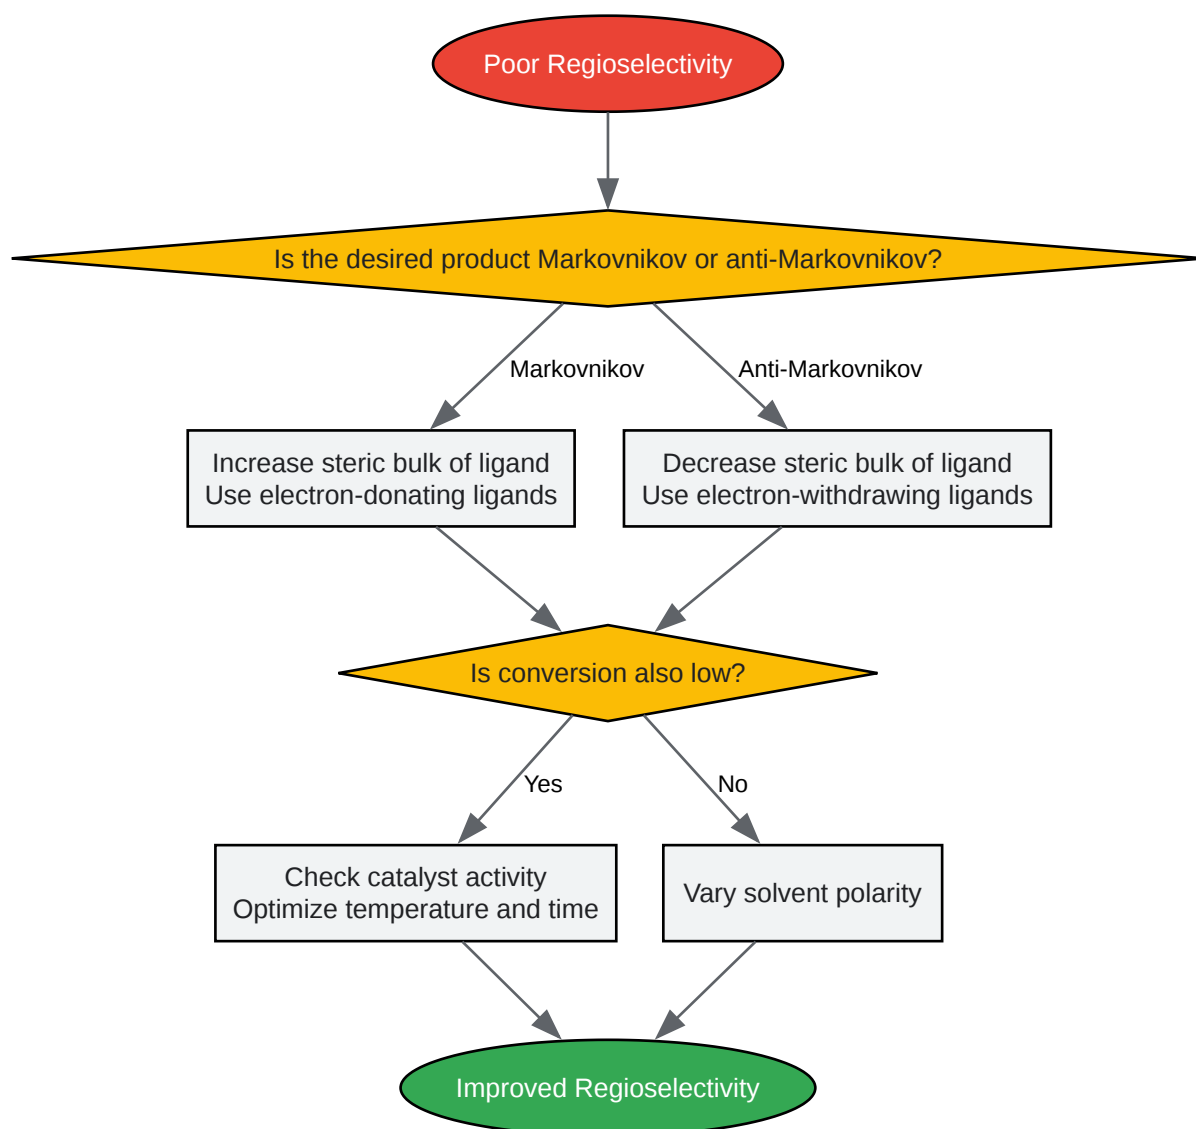 Poor Regioselectivity
Is the desired product Markovnikov or anti-Markovnikov?
Markovnikov
Anti-Markovnikov
Increase steric bulk of ligand
Use electron-donating ligands
Decrease steric bulk of ligand
Use electron-withdrawing ligands
Is conversion also low?
Yes
No
Check catalyst activity
Optimize temperature and time
Vary solvent polarity
Improved Regioselectivity